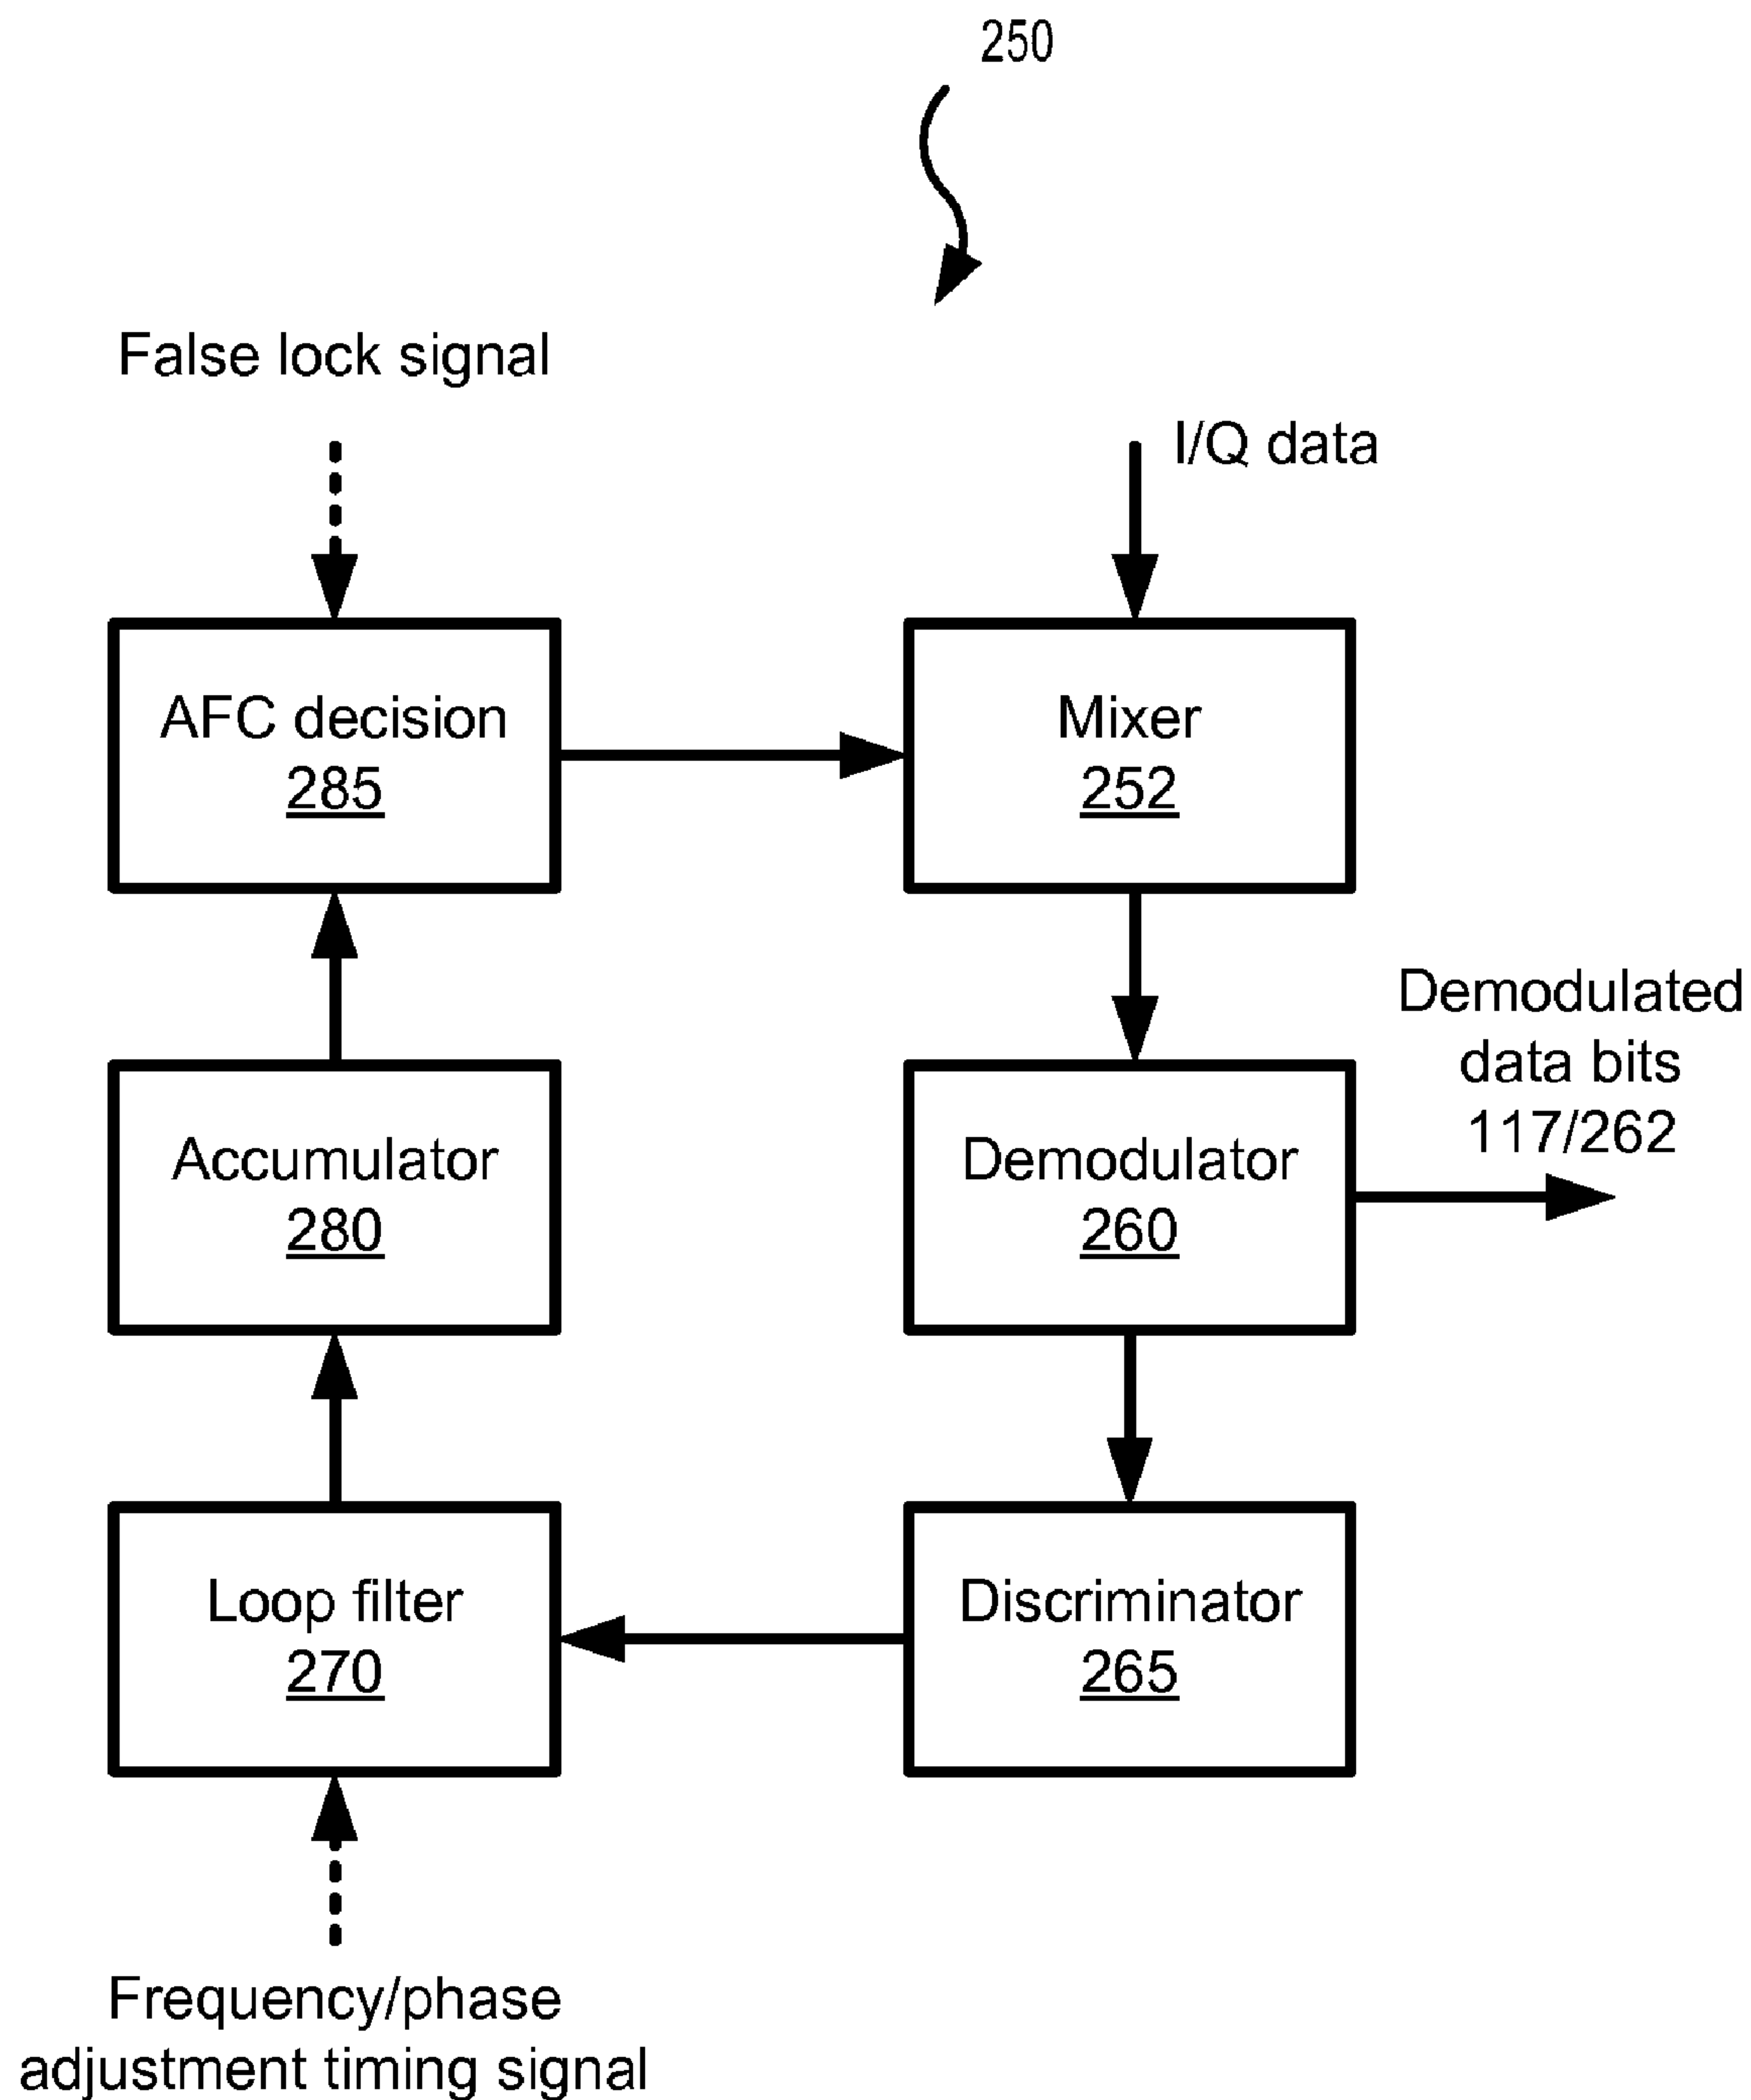 250
False lock signal
I/Q data
AFC decision
285
Mixer
252
Demodulated
data bits
117/262
Accumulator
280
Demodulator
260
Loop filter
270
Discriminator
265
Frequency/phase
adjustment timing signal